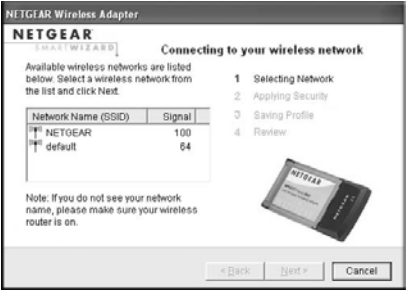 NETGEAR Wireless Adapter
NETGEAR
SMARTWIZARD
Connecting to your wireless network
Available wireless networks are listed
below. Select a wireless network from
the list and click Next.
Network Name (SSID) Signal
NETGEAR 100
default 64
Note: If you do not see your network
name, please make sure your wireless
router is on.
1 Selecting Network
2 Applying Security
3 Saving Profile
4 Review
NETGEAR
NETGEAR
< Back Next > Cancel